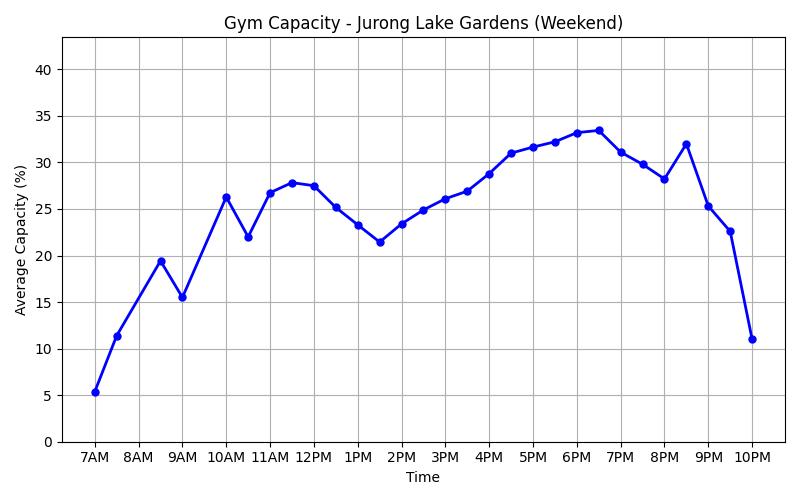 Gym Capacity - Jurong Lake Gardens (Weekend)
Average Capacity (%)
40
35
30
25
20
15
10
5
0
7AM 8AM 9AM 10AM 11AM 12PM 1PM 2PM 3PM 4PM 5PM 6PM 7PM 8PM 9PM 10PM
Time